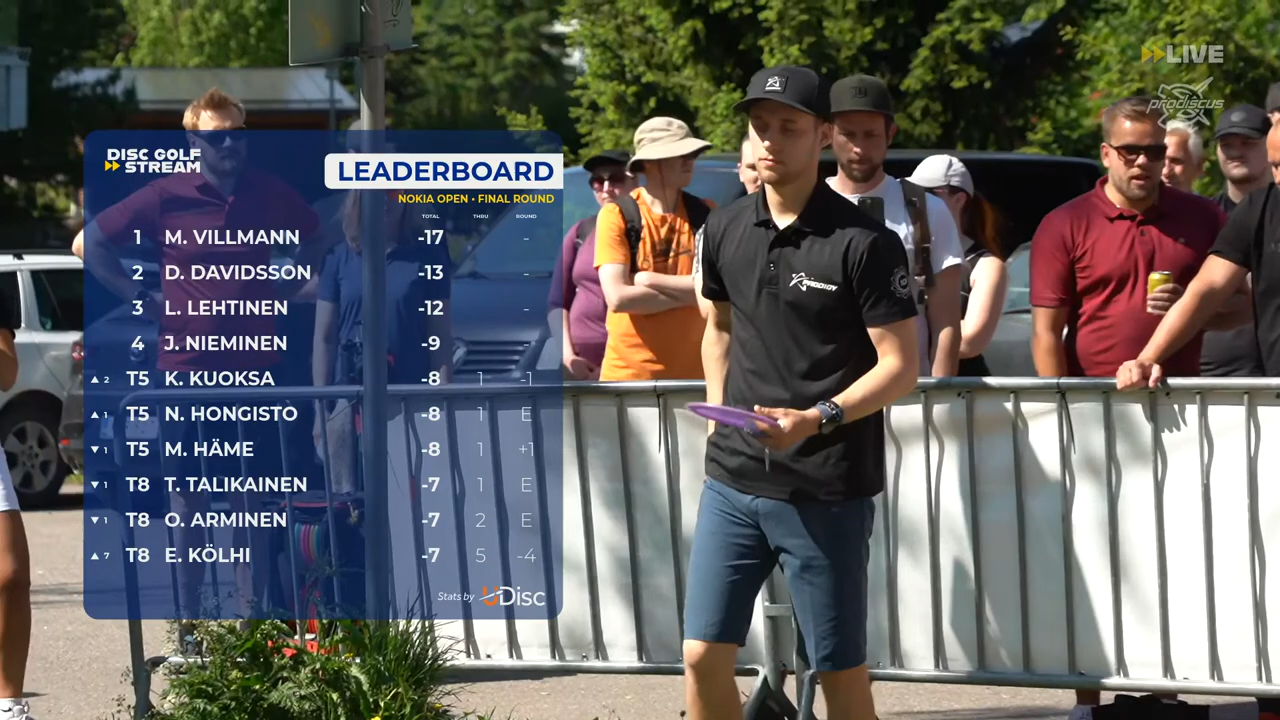 LIVE
prodiscus
DISC GOLF
STREAM
LEADERBOARD
NOKIA OPEN • FINAL ROUND
TOTAL THRU ROUND
1 M. VILLMANN -17 -
2 D. DAVIDSSON -13 -
3 L. LEHTINEN -12 -
4 J. NIEMINEN -9
▲ 2 T5 K. KUOKSA -8 1 -1
▲ 1 T5 N. HONGISTO -8 1 E
▼ 1 T5 M. HÄME -8 1 +1
▼ 1 T8 T. TALIKAINEN -7 1 E
▼ 1 T8 O. ARMINEN -7 2 E
▲ 7 T8 E. KÖLHI -7 5 -4
Stats by UDisc
PRODIGY